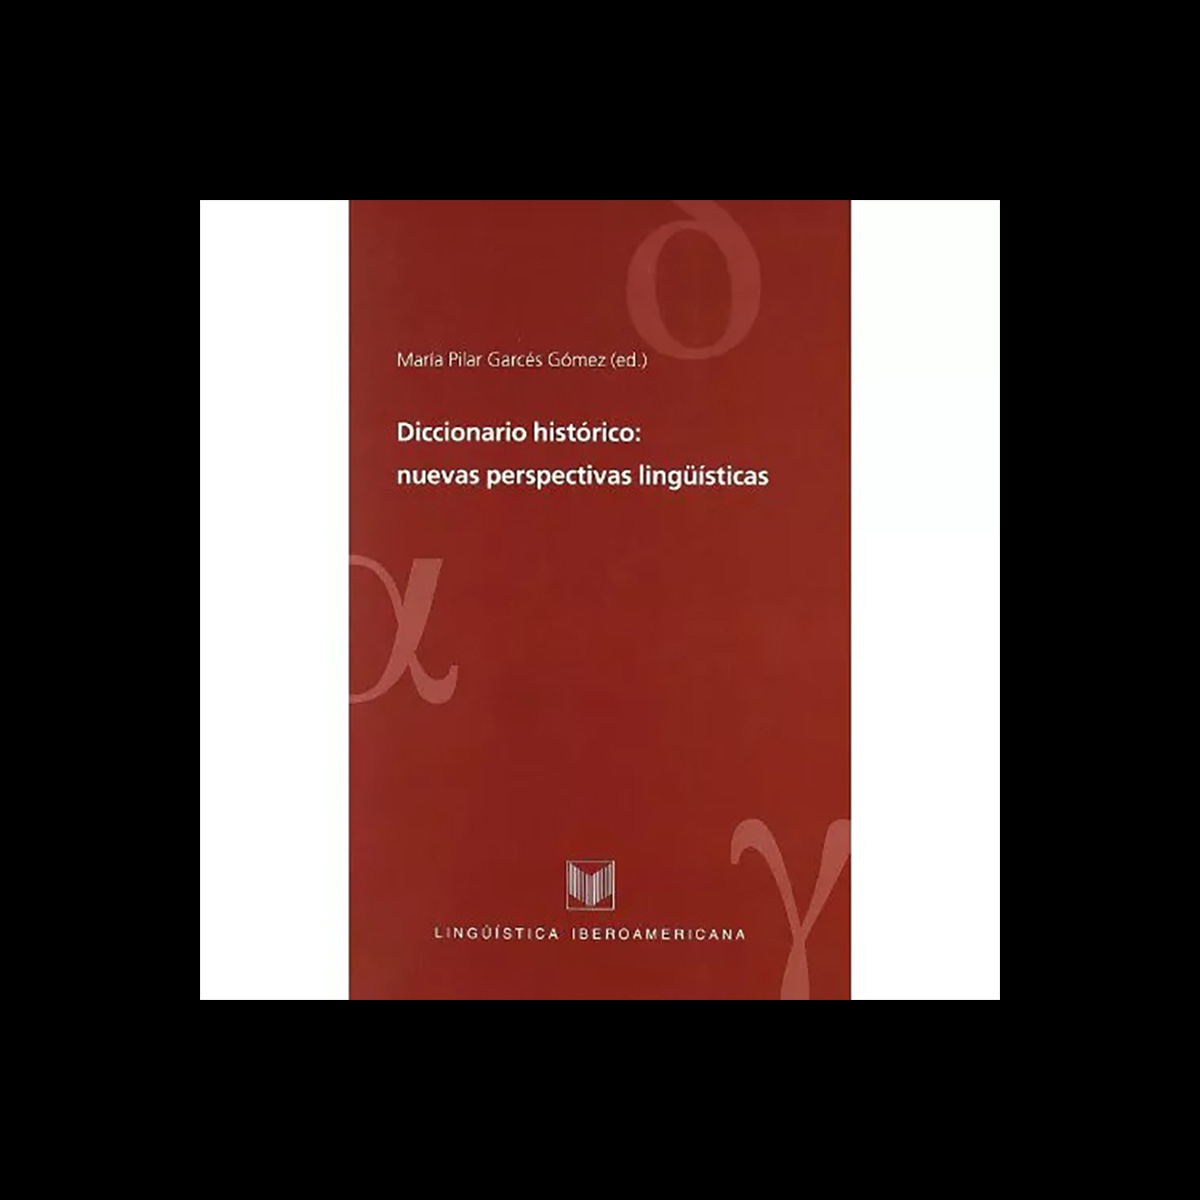 María Pilar Garcés Gómez (ed.)
Diccionario histórico:
nuevas perspectivas lingüísticas
δ
α
γ
LINGÜÍSTICA IBEROAMERICANA